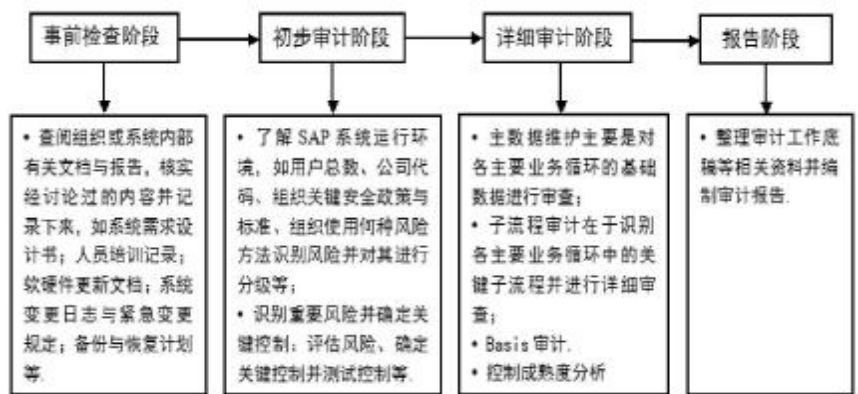 事前检查阶段
初步审计阶段
详细审计阶段
报告阶段
• 查阅组织或系统内部
有关文档与报告，核实
经讨论过的内容并记
录下来，如系统需求设
计书；人员培训记录；
软硬件更新文档；系统
变更日志与紧急变更
规定；备份与恢复计划
等.
• 了解 SAP 系统运行环
境，如用户总数、公司代
码、组织关键安全政策与
标准、组织使用何种风险
方法识别风险并对其进行
分级等；
• 识别重要风险并确定关
键控制：评估风险、确定
关键控制并测试控制等.
• 主数据维护主要是对
各主要业务循环的基础
数据进行审查；
• 子流程审计在于识别
各主要业务循环中的关
键子流程并进行详细审
查；
• Basis 审计.
• 控制成熟度分析
• 整理审计工作底
稿等相关资料并编
制审计报告.